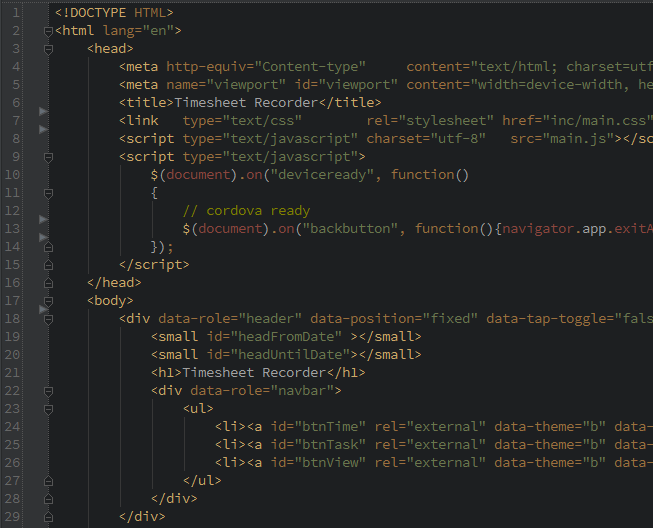 1 <!DOCTYPE HTML>
2 <html lang="en">
3 <head>
4 <meta http-equiv="Content-type" content="text/html; charset=utf
5 <meta name="viewport" id="viewport" content="width=device-width, he
6 <title>Timesheet Recorder</title>
7 <link type="text/css" rel="stylesheet" href="inc/main.css"
8 <script type="text/javascript" charset="utf-8" src="main.js"></sc
9 <script type="text/javascript">
10 $(document).on("deviceready", function()
11 {
12 // cordova ready
13 $(document).on("backbutton", function(){navigator.app.exitA
14 });
15 </script>
16 </head>
17 <body>
18 <div data-role="header" data-position="fixed" data-tap-toggle="fals
19 <small id="headFromDate" ></small>
20 <small id="headUntilDate"></small>
21 <h1>Timesheet Recorder</h1>
22 <div data-role="navbar">
23 <ul>
24 <li><a id="btnTime" rel="external" data-theme="b" data-
25 <li><a id="btnTask" rel="external" data-theme="b" data-
26 <li><a id="btnView" rel="external" data-theme="b" data-
27 </ul>
28 </div>
29 </div>